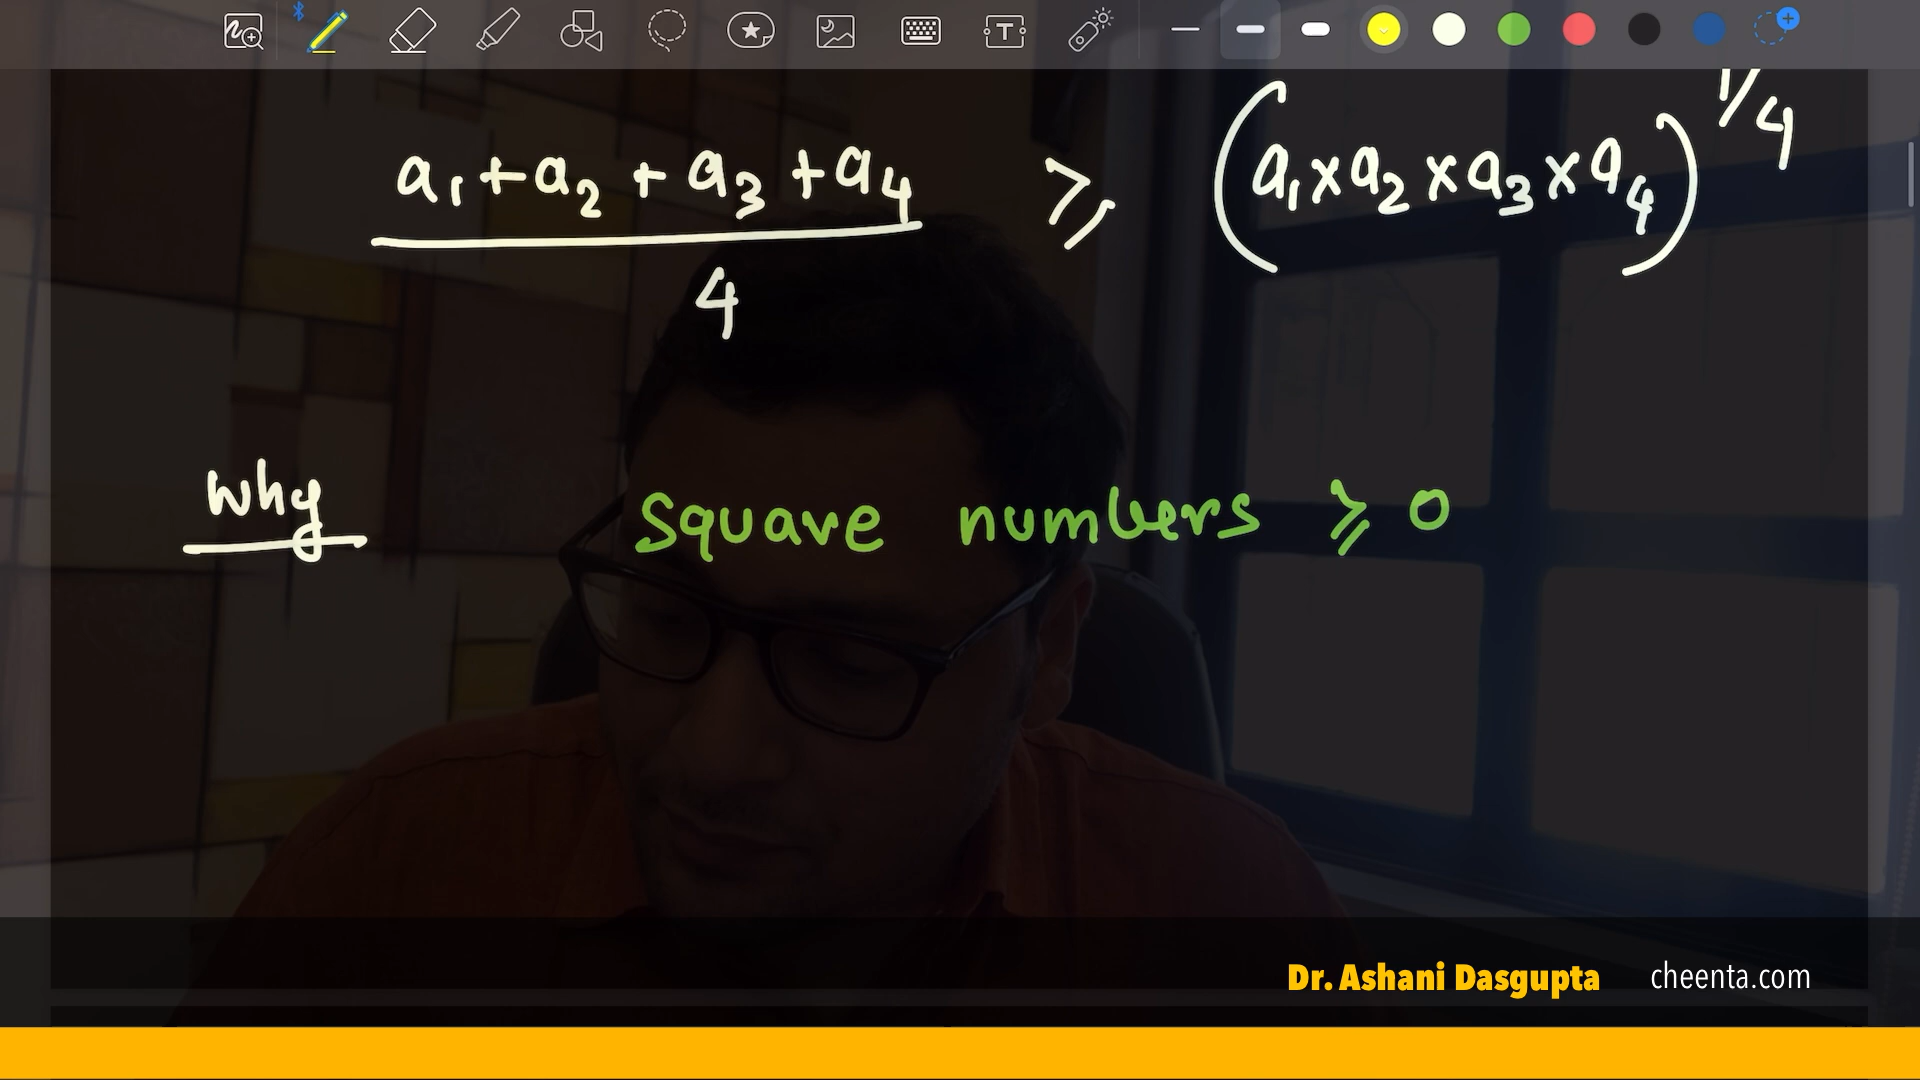 a₁+a₂ + a₃ + a₄ / 4 ⩾ (a₁×a₂×a₃×a₄)^1/4
why square numbers ⩾ 0
Dr. Ashani Dasgupta cheenta.com